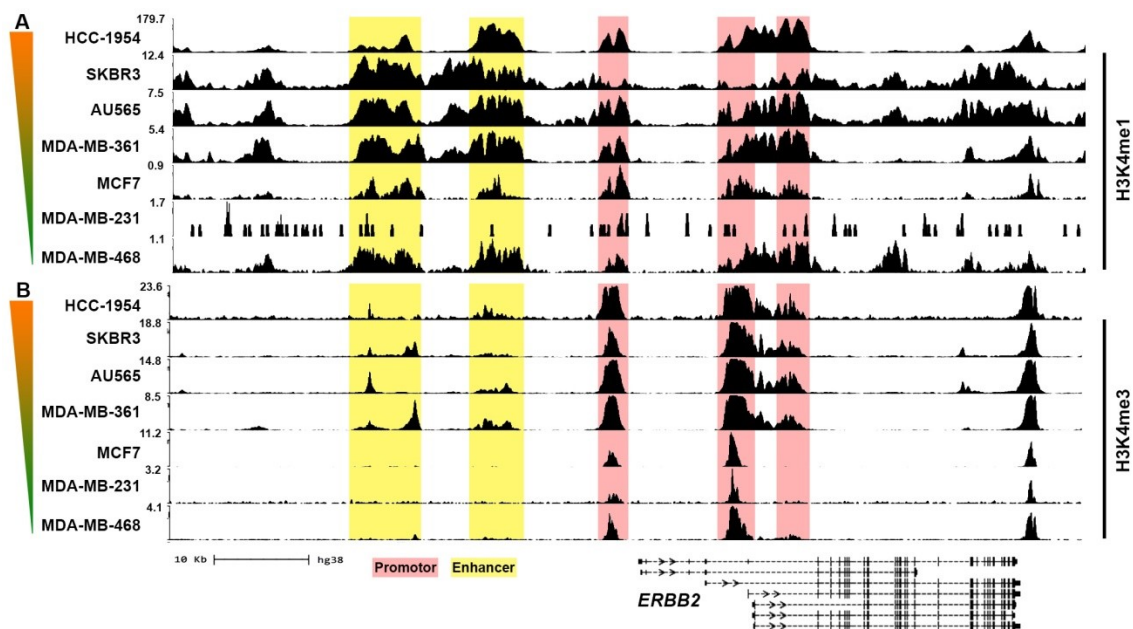 A
179.7
HCC-1954
12.4
SKBR3
7.5
AU565
5.4
MDA-MB-361
0.9
MCF7
1.7
MDA-MB-231
1.1
MDA-MB-468
H3K4me1
B
23.6
HCC-1954
18.8
SKBR3
14.8
AU565
8.5
MDA-MB-361
11.2
MCF7
3.2
MDA-MB-231
4.1
MDA-MB-468
H3K4me3
10 Kb hg38
Promotor Enhancer
ERBB2